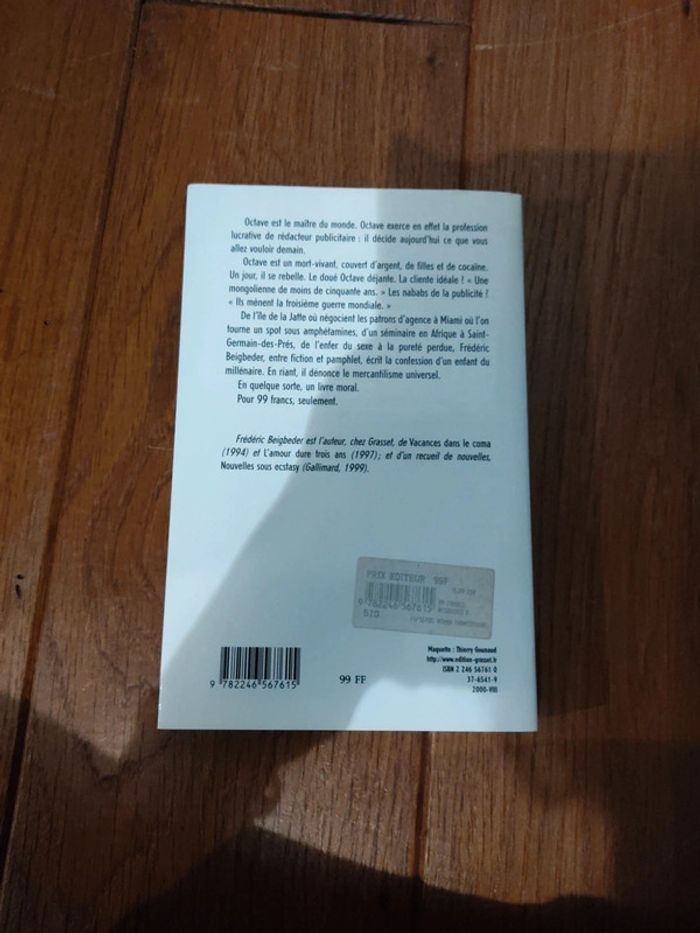 Octave est le maître du monde. Octave exerce en effet la profession
lucrative de rédacteur publicitaire : il décide aujourd'hui ce que vous
allez vouloir demain.
Octave est un mort-vivant, couvert d'argent, de filles et de cocaïne.
Un jour, il se rebelle. Le doué Octave déjante. La cliente idéale ? « Une
mongolienne de moins de cinquante ans. » Les nababs de la publicité ?
« Ils mènent la troisième guerre mondiale. »
De l'île de la Jatte où négocient les patrons d'agence à Miami où l'on
tourne un spot sous amphétamines, d'un séminaire en Afrique à Saint-
Germain-des-Prés, de l'enfer du sexe à la pureté perdue, Frédéric
Beigbeder, entre fiction et pamphlet, écrit la confession d'un enfant du
millénaire. En riant, il dénonce le mercantilisme universel.
En quelque sorte, un livre moral.
Pour 99 francs, seulement.
Frédéric Beigbeder est l'auteur, chez Grasset, de Vacances dans le coma
(1994) et L'amour dure trois ans (1997) ; et d'un recueil de nouvelles,
Nouvelles sous ecstasy (Gallimard, 1999).
PRIX EDITEUR 99F
9 782246 567615
SIO
Maquette : Thierry Gounaud
http://www.edition-grasset.fr
ISBN 2 246 56761 0
37-6541-9
2000-VIII
9 782246 567615
99 FF